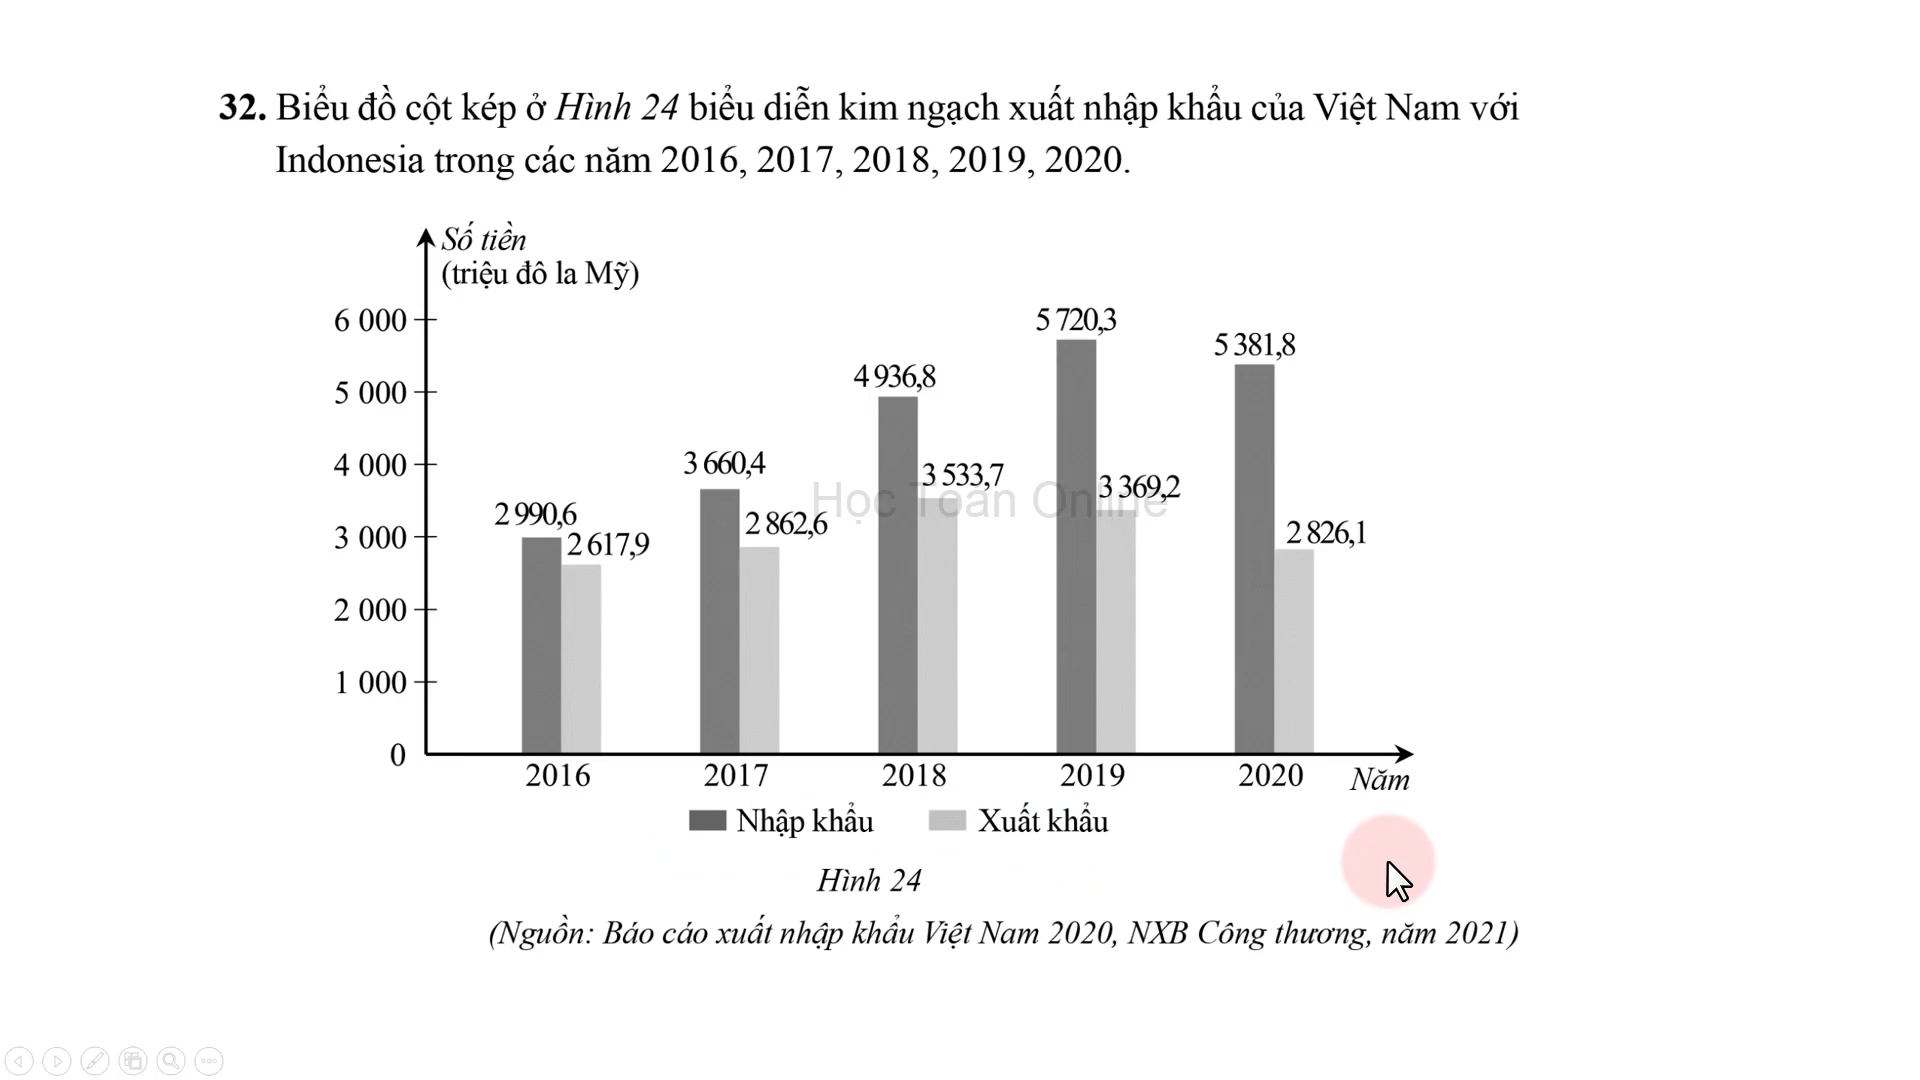 32. Biểu đồ cột kép ở Hình 24 biểu diễn kim ngạch xuất nhập khẩu của Việt Nam với
Indonesia trong các năm 2016, 2017, 2018, 2019, 2020.
Số tiền
(triệu đô la Mỹ)
6 000
5 000
4 000
3 000
2 000
1 000
0
2 990,6
2 617,9
3 660,4
2 862,6
4 936,8
3 533,7
5 720,3
3 369,2
5 381,8
2 826,1
Học Toán Online
2016 2017 2018 2019 2020 Năm
Nhập khẩu Xuất khẩu
Hình 24
(Nguồn: Báo cáo xuất nhập khẩu Việt Nam 2020, NXB Công thương, năm 2021)